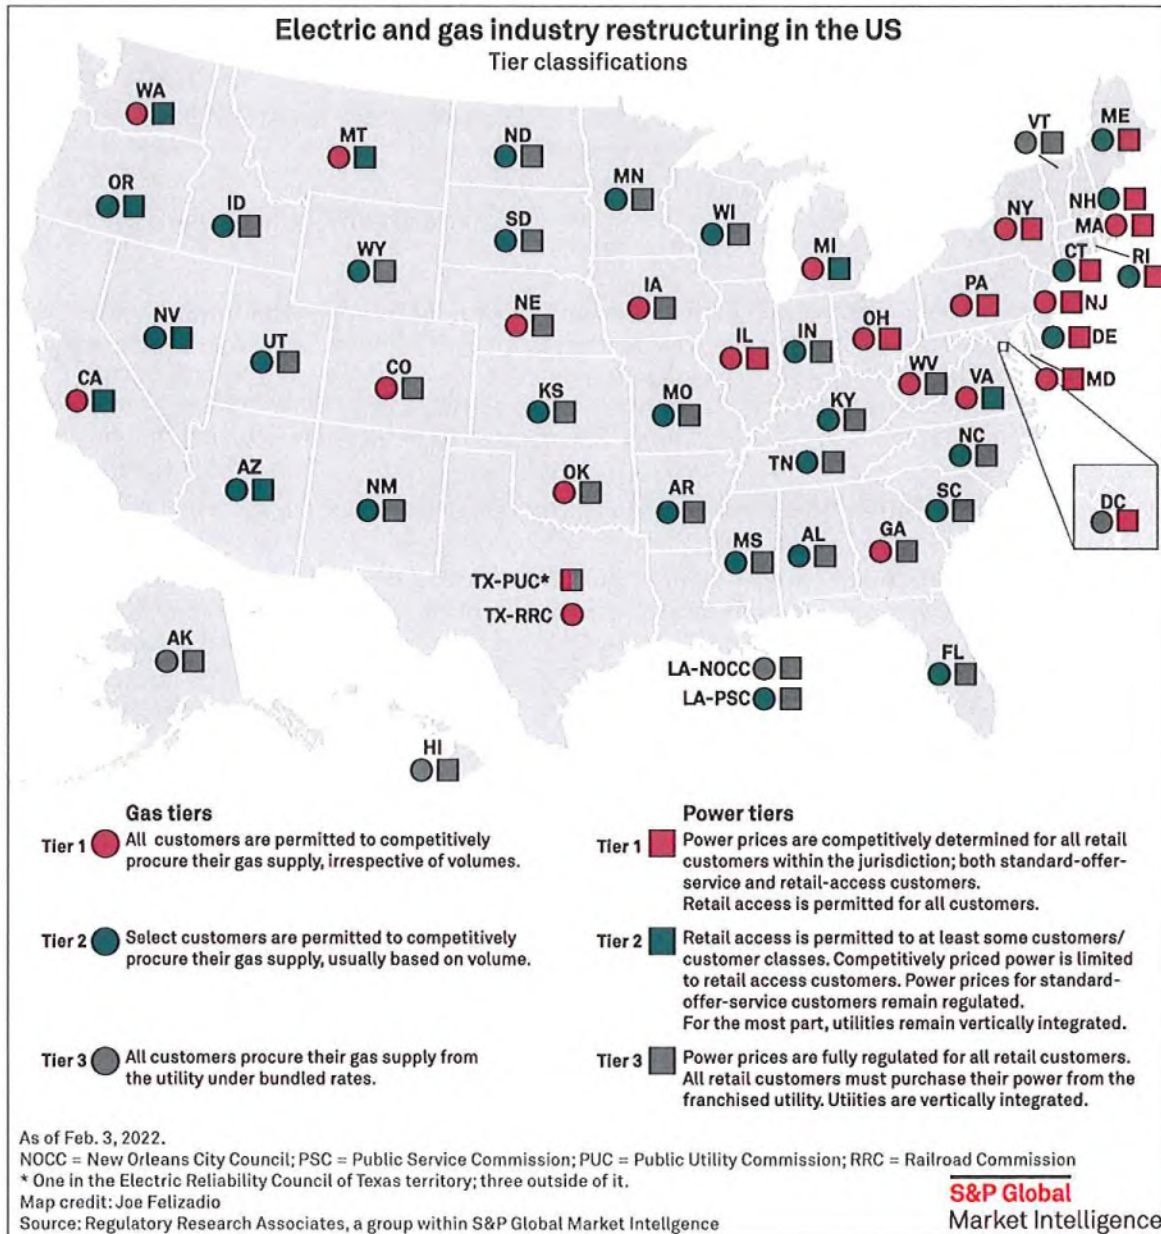 Electric and gas industry restructuring in the US
Tier classifications
WA
MT
ND
MN
VT
ME
OR
ID
SD
WI
MI
NY
NH
MA
CT
RI
WY
NE
IA
PA
NJ
NV
UT
CO
IL
IN
OH
DE
WV
VA
MD
CA
KS
MO
KY
NC
TN
AZ
NM
OK
AR
SC
DC
MS
AL
GA
TX-PUC*
TX-RRC
AK
LA-NOCC
LA-PSC
FL
HI
Gas tiers
Tier 1 All customers are permitted to competitively
procure their gas supply, irrespective of volumes.
Tier 2 Select customers are permitted to competitively
procure their gas supply, usually based on volume.
Tier 3 All customers procure their gas supply from
the utility under bundled rates.
Power tiers
Tier 1 Power prices are competitively determined for all retail
customers within the jurisdiction; both standard-offer-
service and retail-access customers.
Retail access is permitted for all customers.
Tier 2 Retail access is permitted to at least some customers/
customer classes. Competitively priced power is limited
to retail access customers. Power prices for standard-
offer-service customers remain regulated.
For the most part, utilities remain vertically integrated.
Tier 3 Power prices are fully regulated for all retail customers.
All retail customers must purchase their power from the
franchised utility. Utiities are vertically integrated.
As of Feb. 3, 2022.
NOCC = New Orleans City Council; PSC = Public Service Commission; PUC = Public Utility Commission; RRC = Railroad Commission
* One in the Electric Reliability Council of Texas territory; three outside of it.
Map credit: Joe Felizadio
Source: Regulatory Research Associates, a group within S&P Global Market Intellgence
S&P Global
Market Intelligence